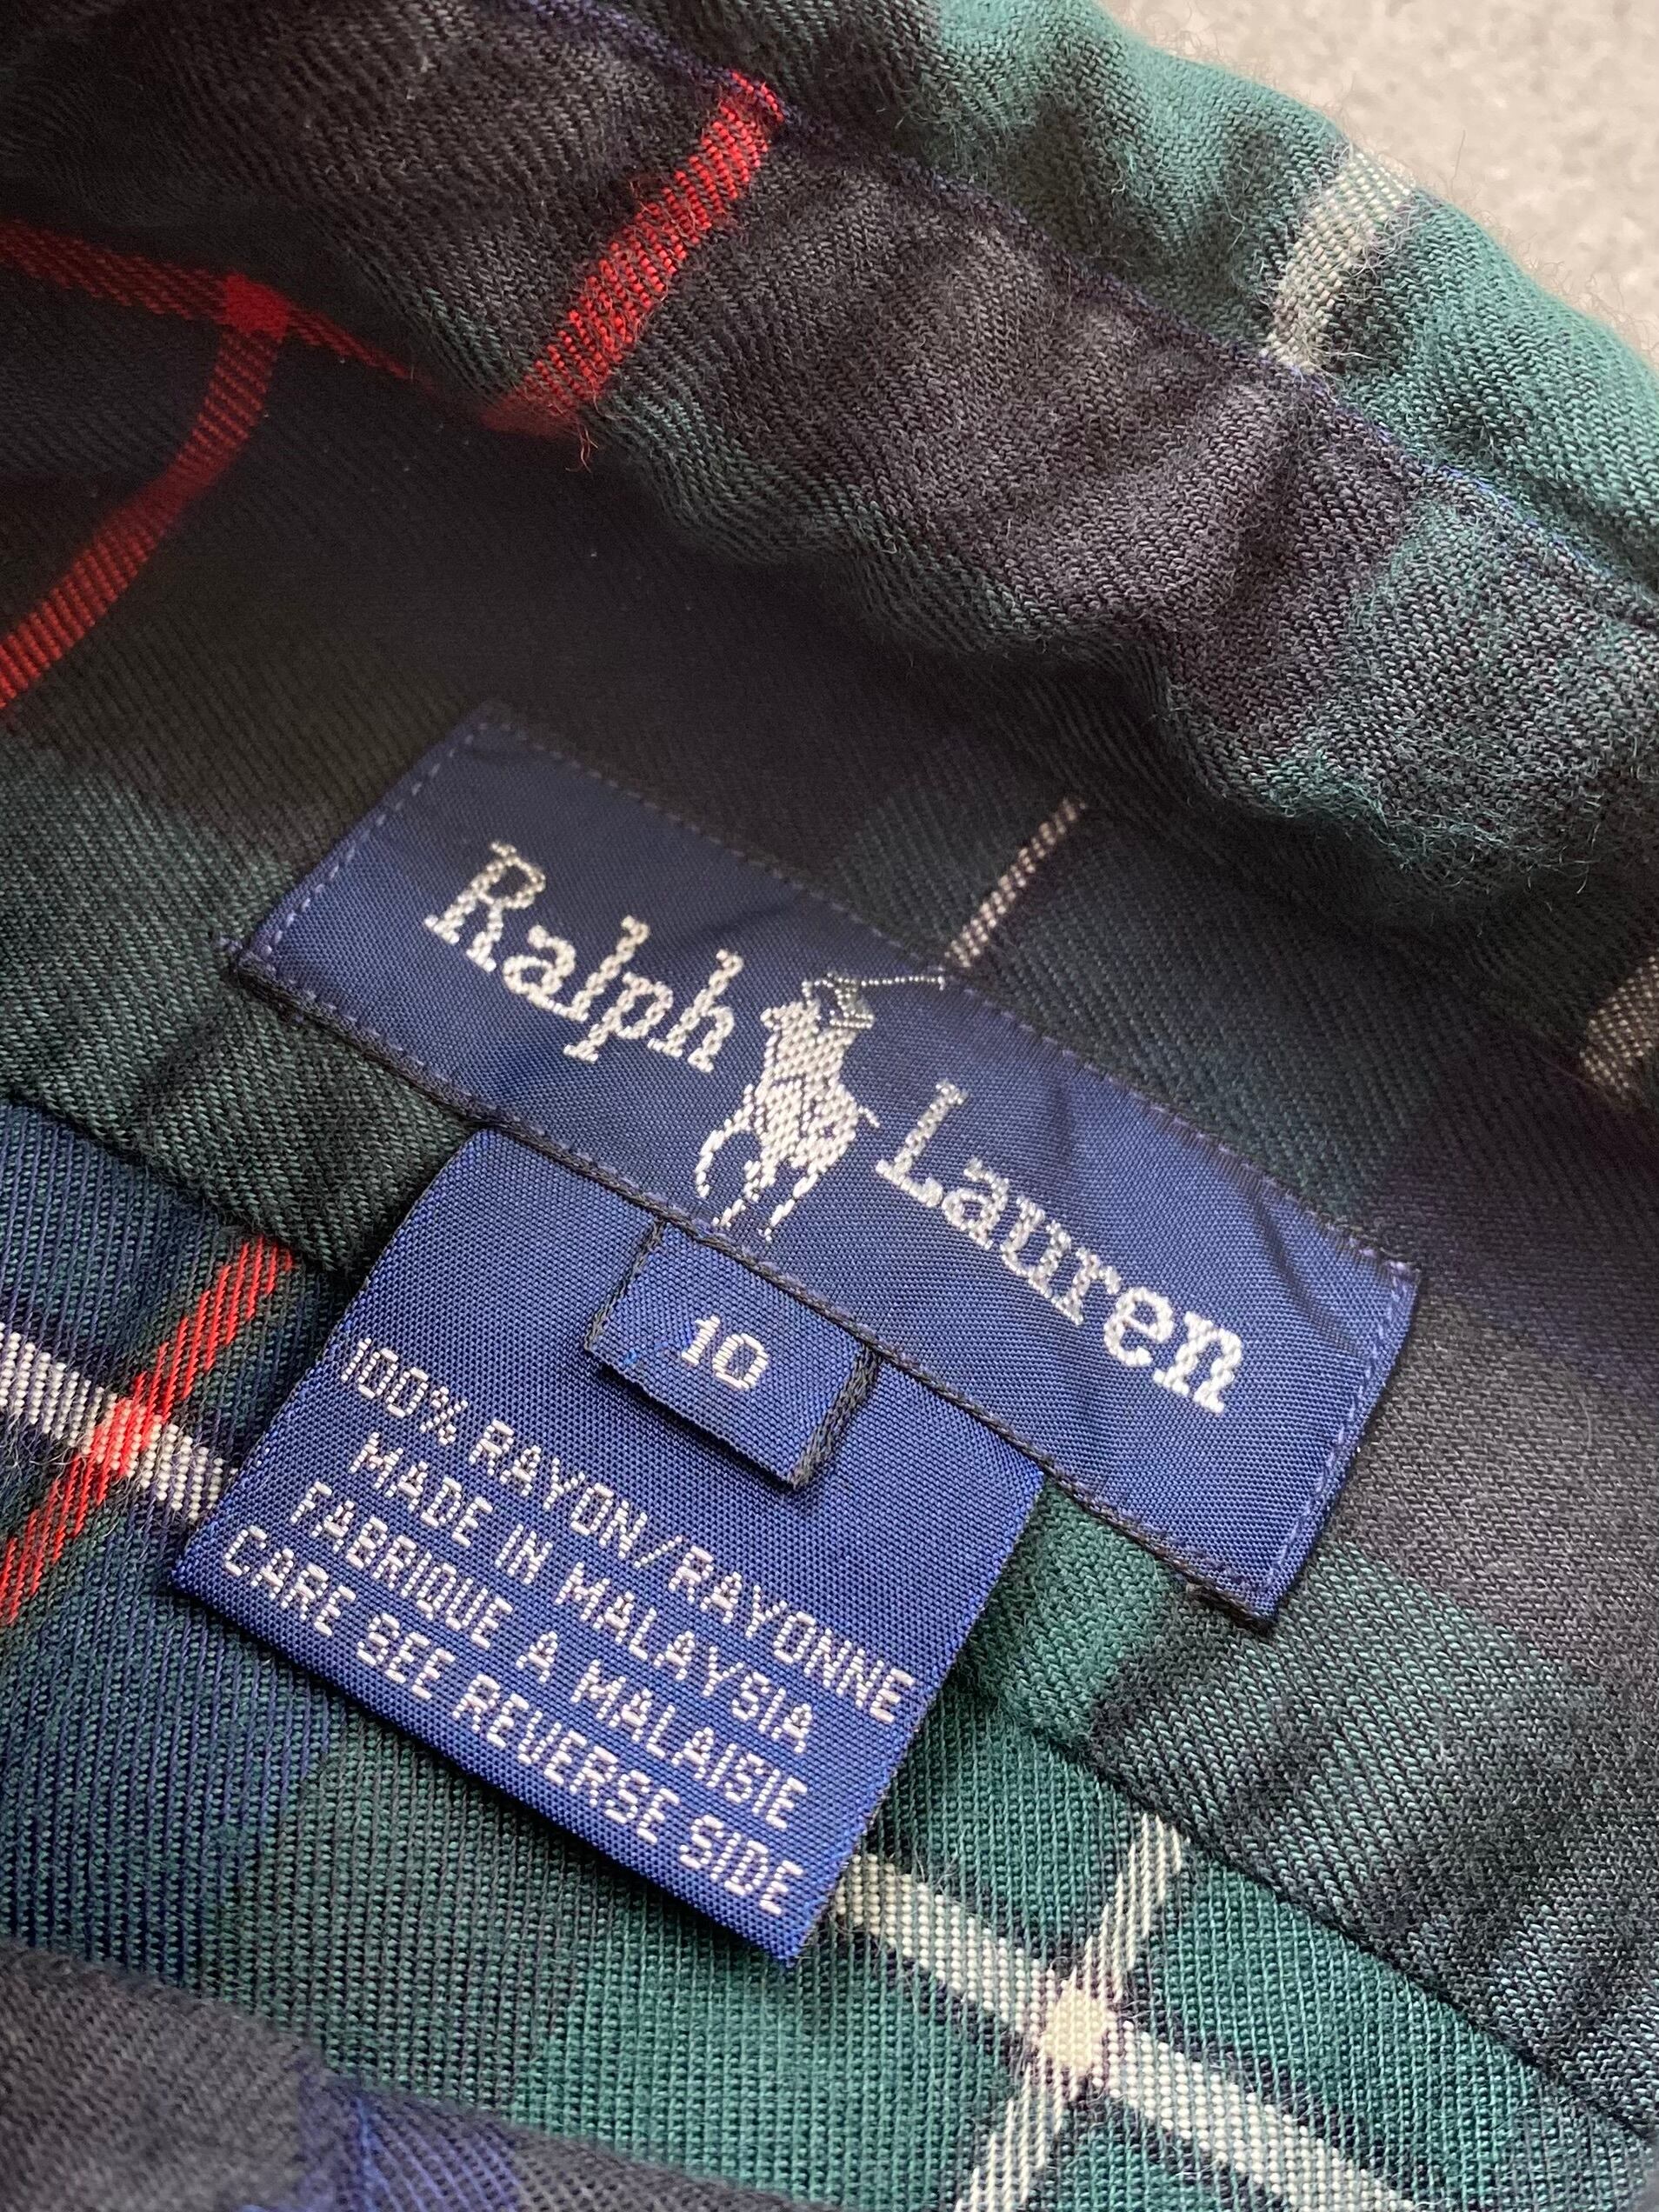 Ralph Lauren
10
100% RAYON/RAYONNE
MADE IN MALAYSIA
FABRIQUE A MALAISIE
CARE SEE REVERSE SIDE